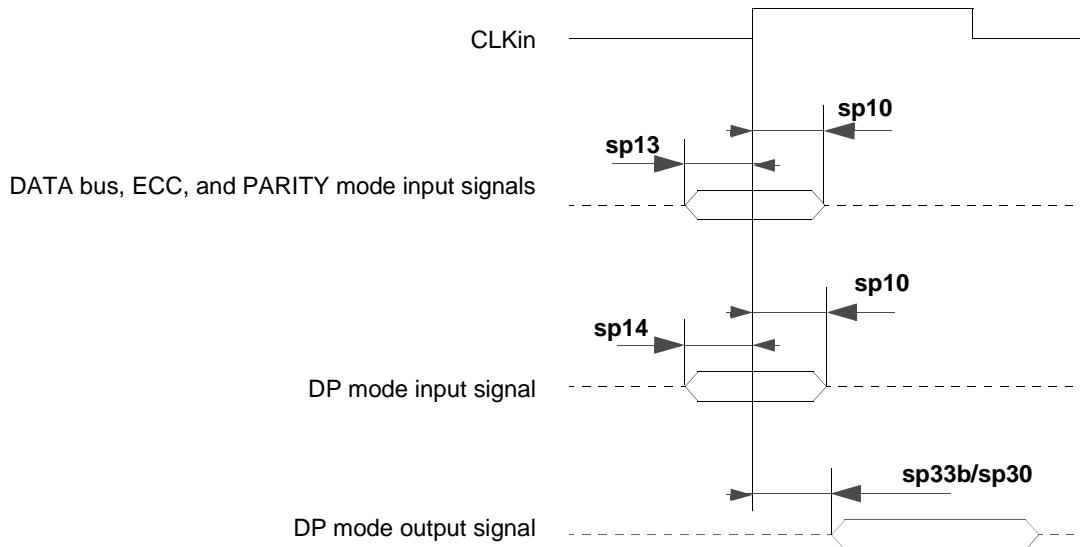 CLKin
sp10
sp13
DATA bus, ECC, and PARITY mode input signals
sp10
sp14
DP mode input signal
sp33b/sp30
DP mode output signal